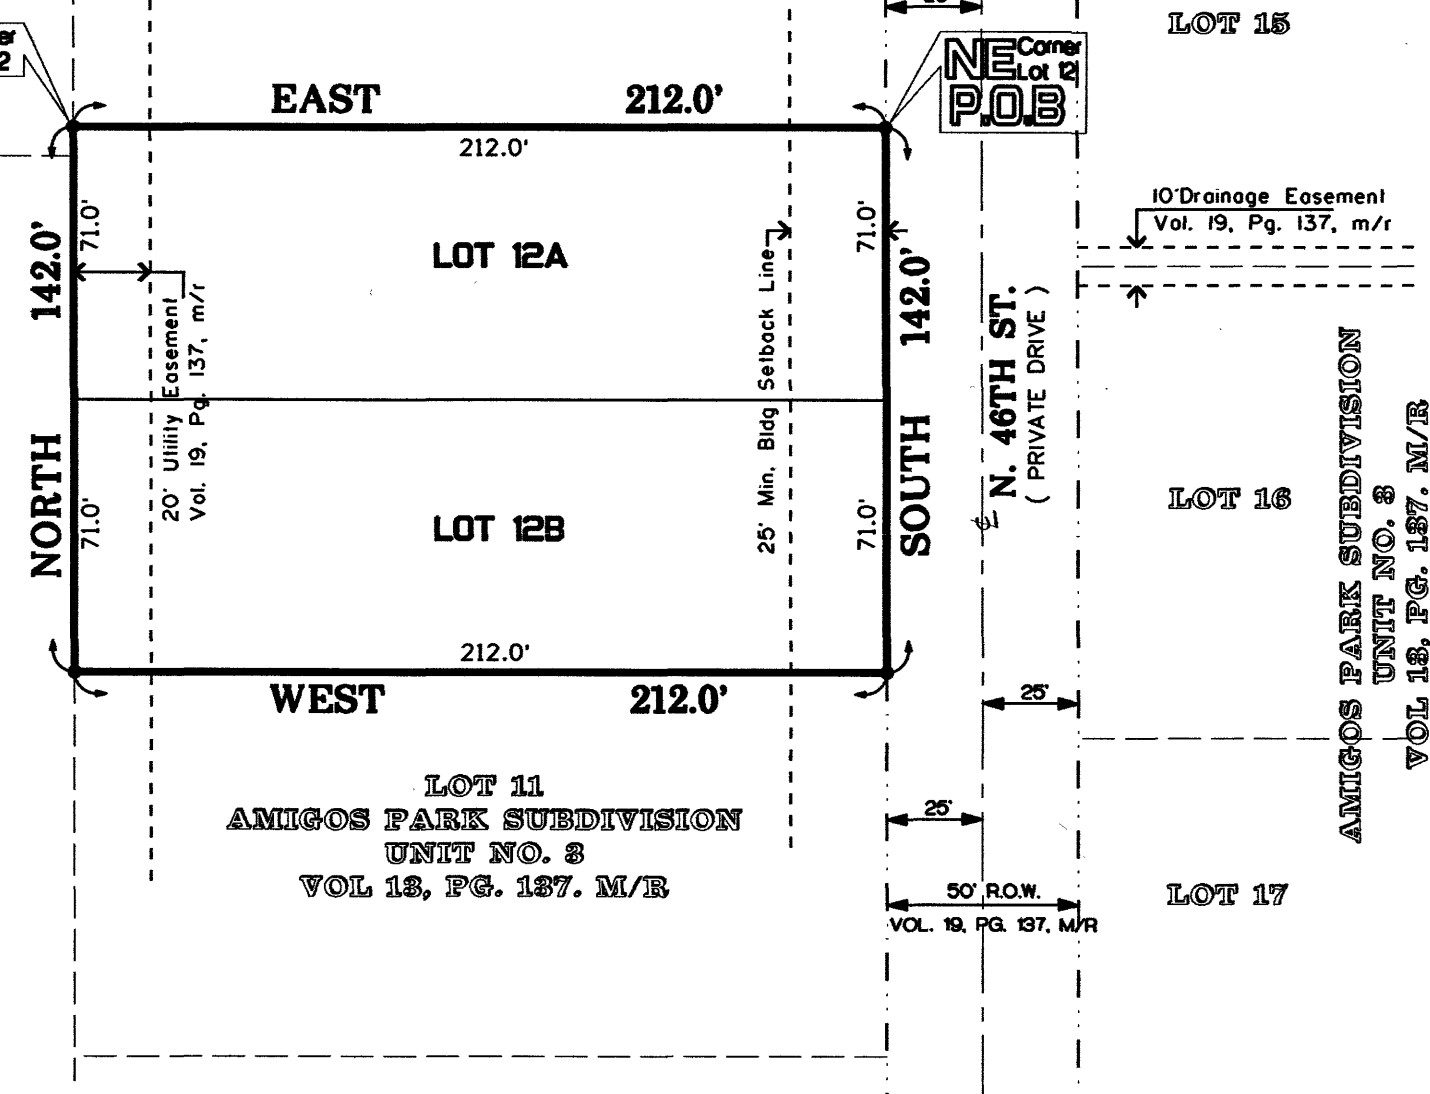 25'
LOT 15
er
2
NE Corner
Lot 12
P.O.B
EAST 212.0'
212.0'
10' Drainage Easement
Vol. 19, Pg. 137, m/r
71.0'
71.0'
142.0'
NORTH
142.0'
SOUTH
LOT 12A
20' Utility Easement
Vol. 19, Pg. 137, m/r
25' Min. Bldg Setback Line
N. 46TH ST.
( PRIVATE DRIVE )
LOT 16
AMIGOS PARK SUBDIVISION
UNIT NO. 3
VOL 13, PG. 137. M/R
71.0'
71.0'
LOT 12B
212.0'
WEST 212.0'
25'
LOT 11
AMIGOS PARK SUBDIVISION
UNIT NO. 3
VOL 13, PG. 137. M/R
25'
50' R.O.W.
VOL. 19, PG. 137, M/R
LOT 17